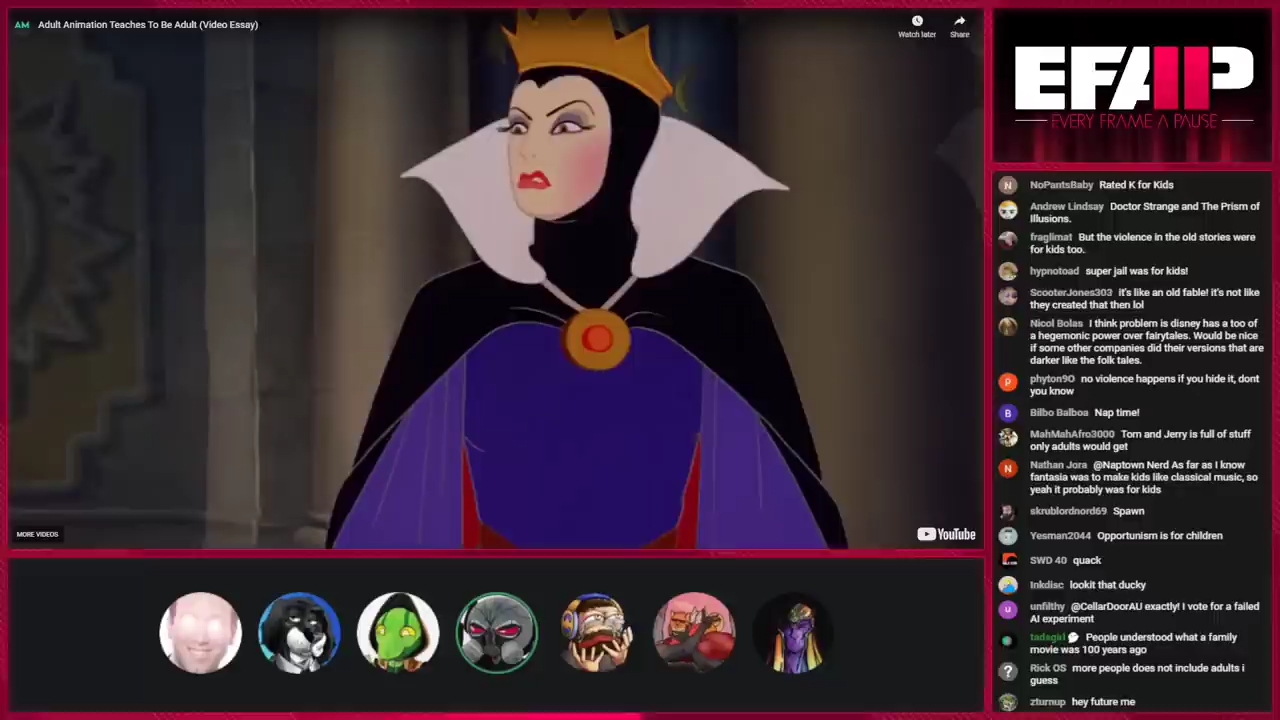 AM Adult Animation Teaches To Be Adult (Video Essay)
Watch later
Share
MORE VIDEOS
YouTube
EFAP
EVERY FRAME A PAUSE
N NoPantsBaby Rated K for Kids
Andrew Lindsay Doctor Strange and The Prism of
Illusions.
fraglimat But the violence in the old stories were
for kids too.
hypnotoad super jail was for kids!
ScooterJones303 it's like an old fable! it's not like
they created that then lol
Nicol Bolas I think problem is disney has a too of
a hegemonic power over fairytales. Would be nice
if some other companies did their versions that are
darker like the folk tales.
P phyton90 no violence happens if you hide it, dont
you know
B Bilbo Balboa Nap time!
MahMahAfro3000 Tom and Jerry is full of stuff
only adults would get
N Nathan Jora @Naptown Nerd As far as I know
fantasia was to make kids like classical music, so
yeah it probably was for kids
skrublordnord69 Spawn
Yesman2044 Opportunism is for children
SWD 40 quack
Inkdisc lookit that ducky
u unfilthy @CellarDoorAU exactly! I vote for a failed
AI experiment
tadagirl People understood what a family
movie was 100 years ago
? Rick OS more people does not include adults i
guess
zturnup hey future me